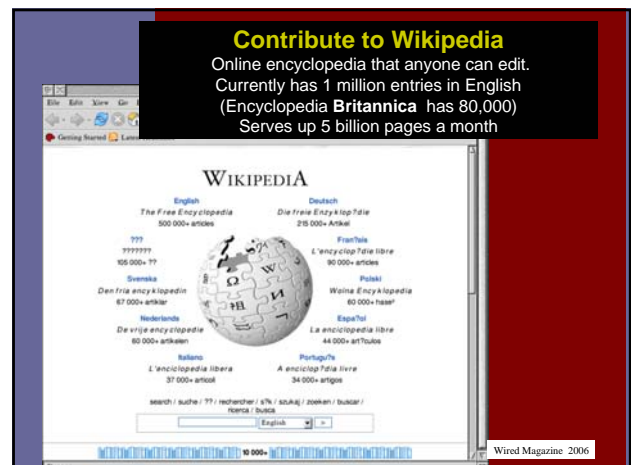 Contribute to Wikipedia
Online encyclopedia that anyone can edit.
Currently has 1 million entries in English
(Encyclopedia Britannica has 80,000)
Serves up 5 billion pages a month
File Edit View Go
Getting Started
WIKIPEDIA
English
The Free Encyclopedia
500 000+ articles
Deutsch
Die freie Enzyklop?die
215 000+ Artikel
???
???????
105 000+ ??
Fran?ais
L'encyclop?die libre
90 000+ articles
Svenska
Den fria encyklopedin
67 000+ artiklar
Polski
Wolna Encyklopedia
60 000+ hase³
Nederlands
De vrije encyclopedie
60 000+ artikelen
Espa?ol
La enciclopedia libre
44 000+ art?culos
Italiano
L'enciclopedia libera
37 000+ articoli
Portugu?s
A enciclop?dia livre
34 000+ artigos
search / suche / ?? / rechercher / s?k / szukaj / zoeken / buscar /
ricerca / busca
English
10 000+
Wired Magazine 2006